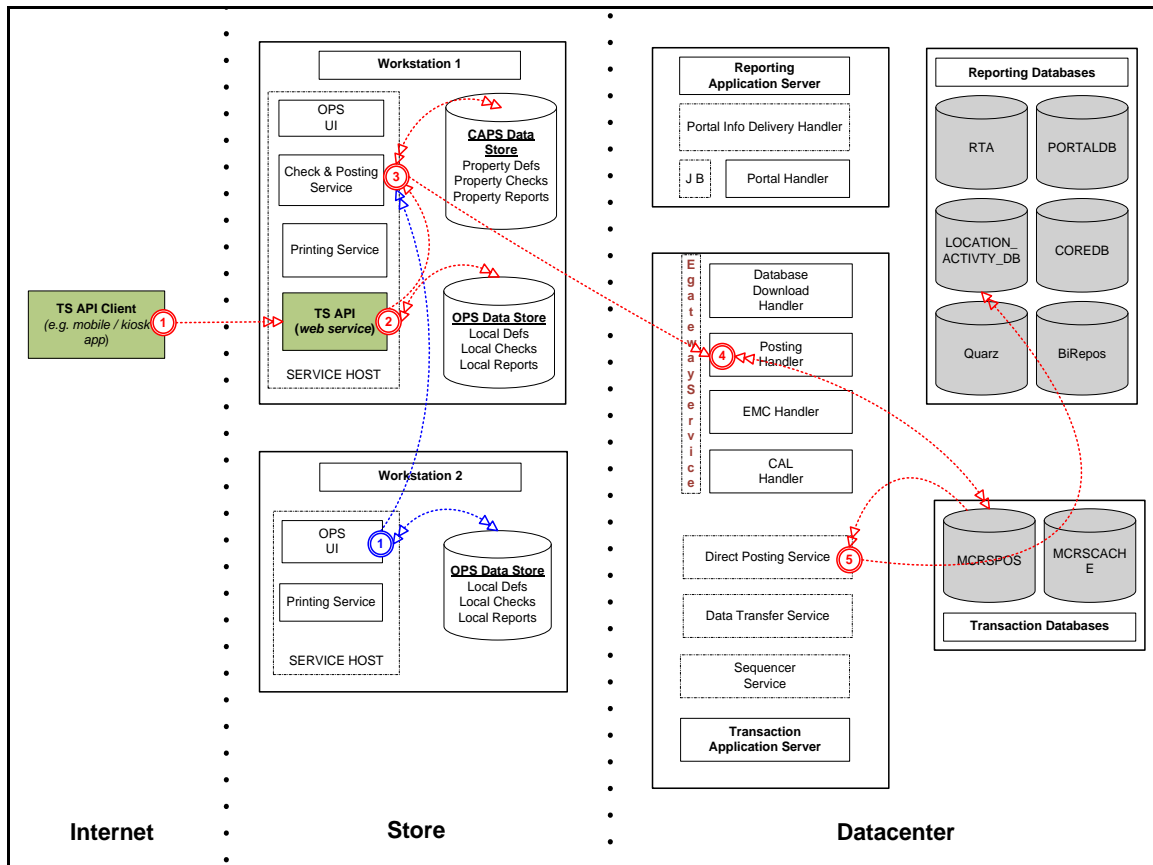 Workstation 1
OPS
UI
Check & Posting
Service
3
Printing Service
TS API
(web service)
2
SERVICE HOST
CAPS Data
Store
Property Defs
Property Checks
Property Reports
OPS Data Store
Local Defs
Local Checks
Local Reports
TS API Client
(e.g. mobile / kiosk
app)
1
Workstation 2
OPS
UI
1
Printing Service
SERVICE HOST
OPS Data Store
Local Defs
Local Checks
Local Reports
Reporting
Application Server
Portal Info Delivery Handler
J B
Portal Handler
EgatewayService
Database
Download
Handler
Posting
Handler
4
EMC Handler
CAL
Handler
Direct Posting Service
5
Data Transfer Service
Sequencer
Service
Transaction
Application Server
Reporting Databases
RTA
PORTALDB
LOCATION_
ACTIVTY_DB
COREDB
Quarz
BiRepos
MCRSPOS
MCRSCACH
E
Transaction Databases
Internet
Store
Datacenter